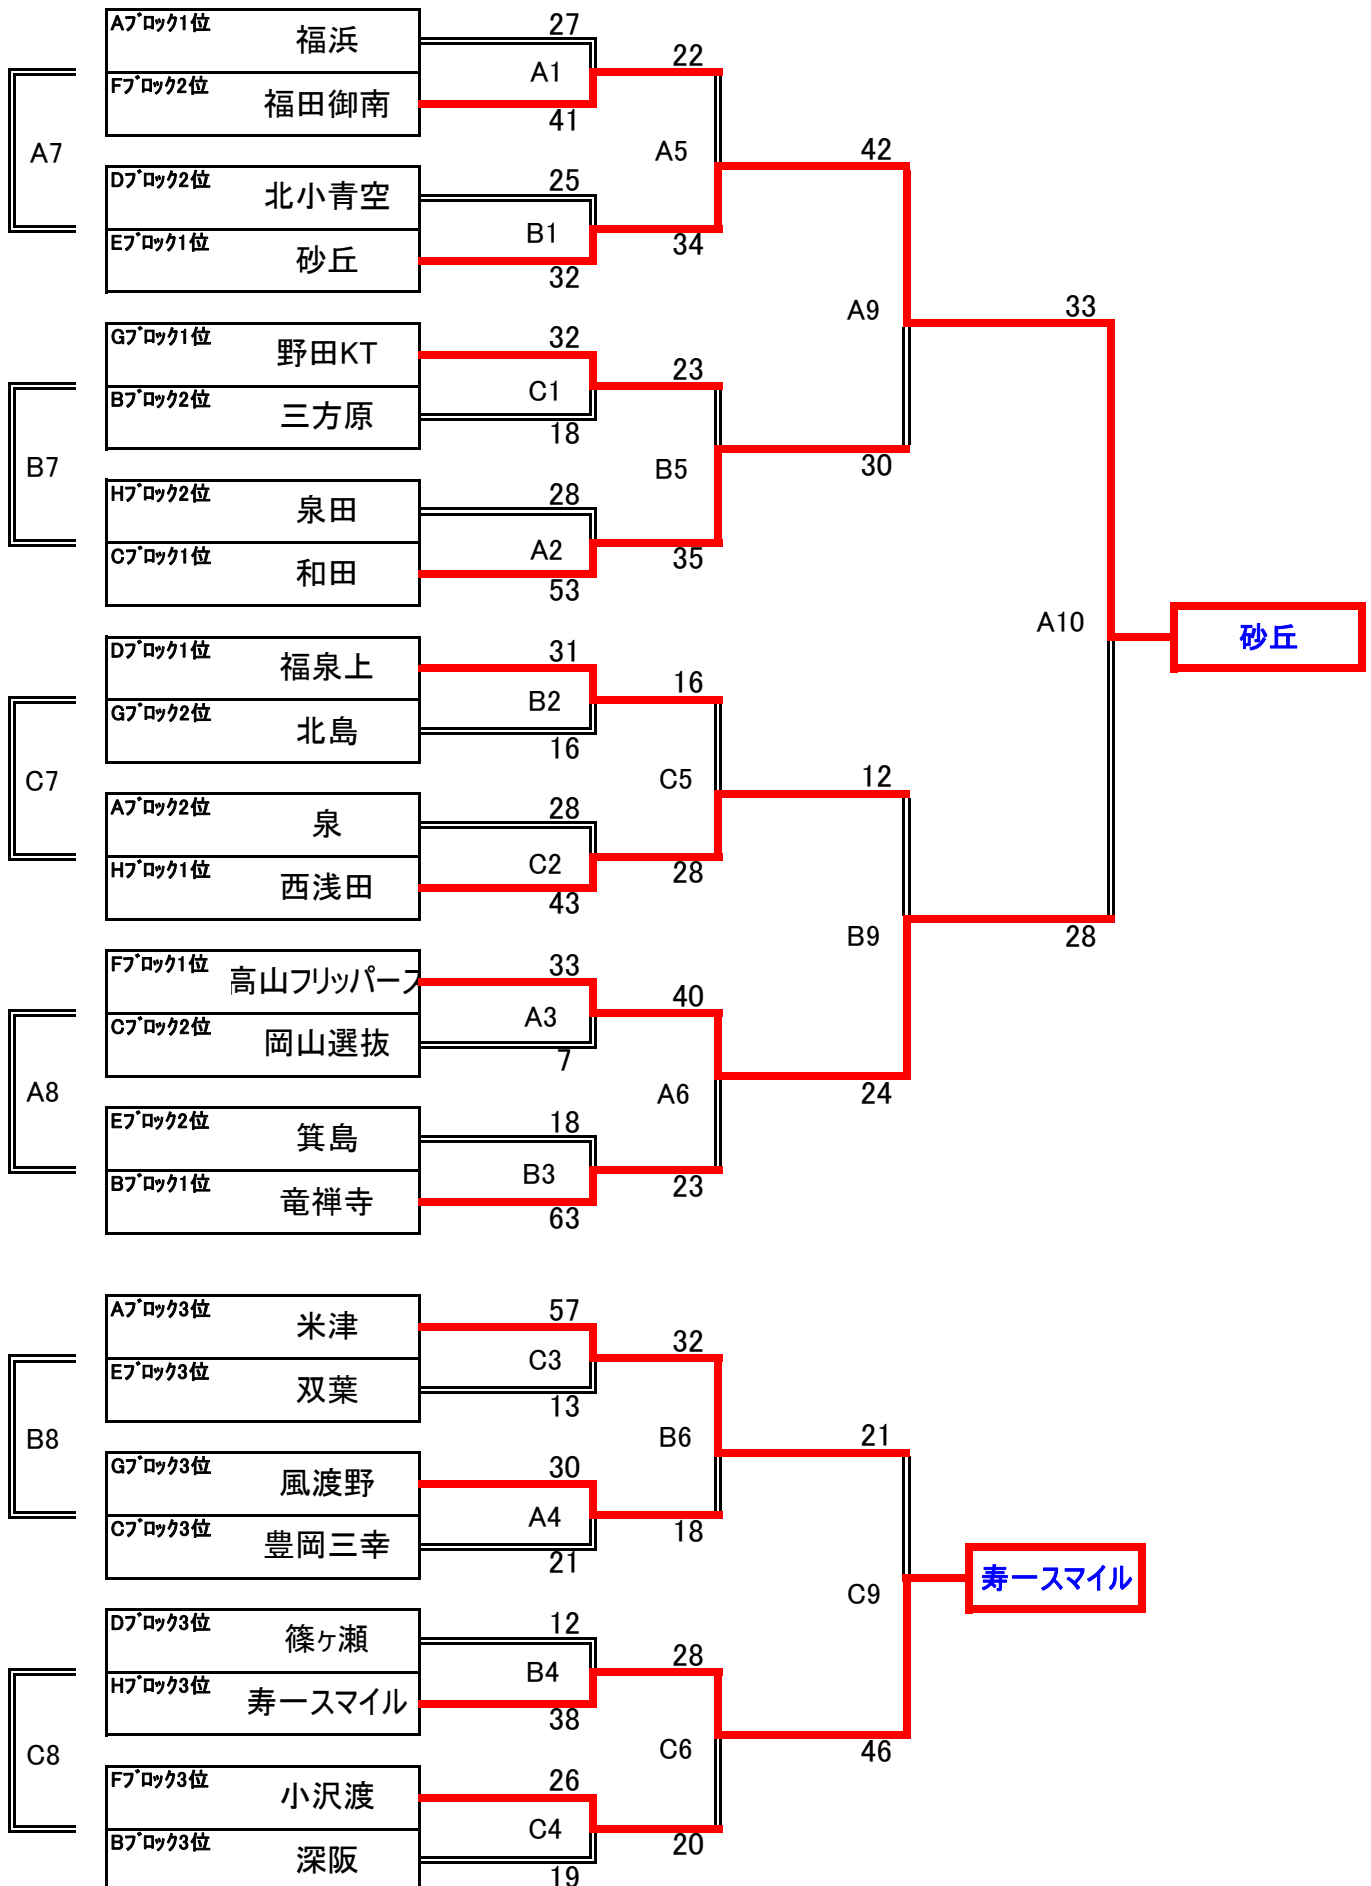 Aブロック1位
福浜
27
Fブロック2位
福田御南
41
A1
22
A7
Dブロック2位
北小青空
25
Eブロック1位
砂丘
32
B1
34
A5
42
Gブロック1位
野田KT
32
Bブロック2位
三方原
18
C1
23
B7
Hブロック2位
泉田
28
Cブロック1位
和田
53
A2
35
B5
30
A9
33
Dブロック1位
福泉上
31
Gブロック2位
北島
16
B2
16
C7
Aブロック2位
泉
28
Hブロック1位
西浅田
43
C2
28
C5
12
A10
砂丘
Fブロック1位
高山フリッパーズ
33
Cブロック2位
岡山選抜
7
A3
40
A8
Eブロック2位
箕島
18
Bブロック1位
竜禅寺
63
B3
23
A6
24
B9
28
Aブロック3位
米津
57
Eブロック3位
双葉
13
C3
32
B8
Gブロック3位
風渡野
30
Cブロック3位
豊岡三幸
21
A4
18
B6
21
Dブロック3位
篠ヶ瀬
12
Hブロック3位
寿一スマイル
38
B4
28
C8
Fブロック3位
小沢渡
26
Bブロック3位
深阪
19
C4
20
C6
46
C9
寿一スマイル